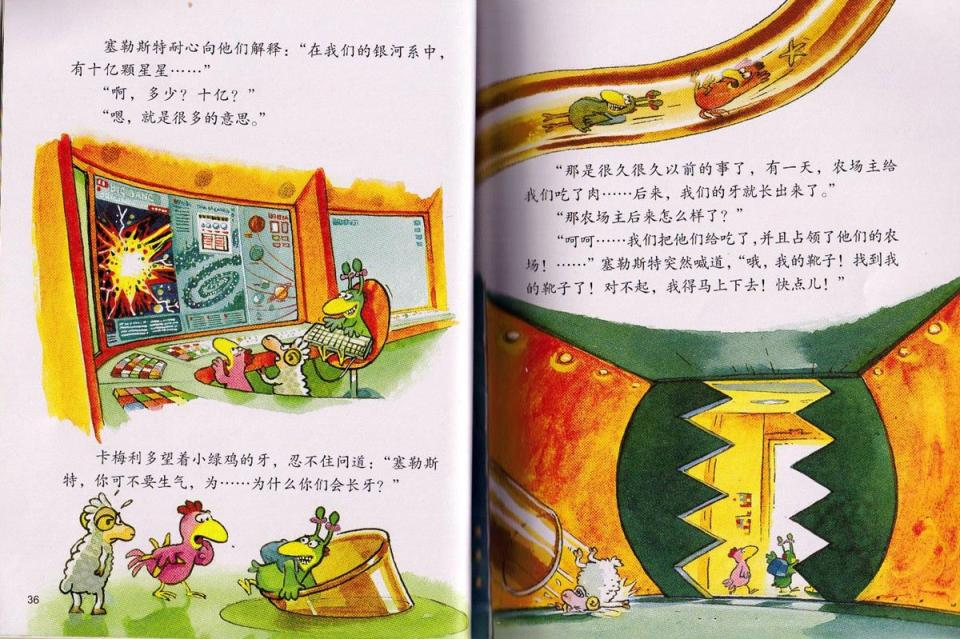 塞勒斯特耐心向他们解释：“在我们的银河系中，
有十亿颗星星……”
“啊，多少？十亿？”
“嗯，就是很多的意思。”
BIG BANG
卡梅利多望着小绿鸡的牙，忍不住问道：“塞勒斯
特，你可不要生气，为……为什么你们会长牙？”
36
“那是很久很久以前的事了，有一天，农场主给
我们吃了肉……后来，我们的牙就长出来了。”
“那农场主后来怎么样了？”
“呵呵……我们把他们给吃了，并且占领了他们的农
场！……”塞勒斯特突然喊道，“哦，我的靴子！找到我
的靴子了！对不起，我得马上下去！快点儿！”